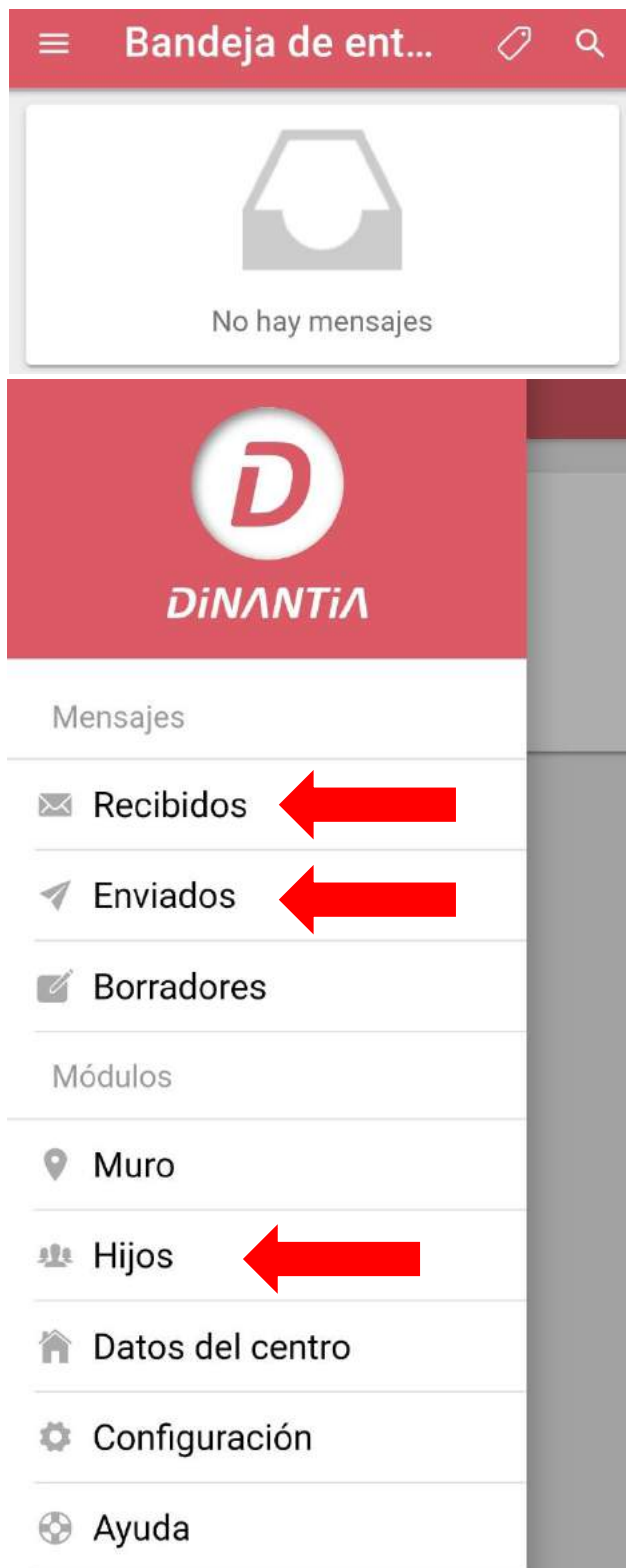 Bandeja de ent...
No hay mensajes
D
DiNANTiA
Mensajes
Recibidos
Enviados
Borradores
Módulos
Muro
Hijos
Datos del centro
Configuración
Ayuda